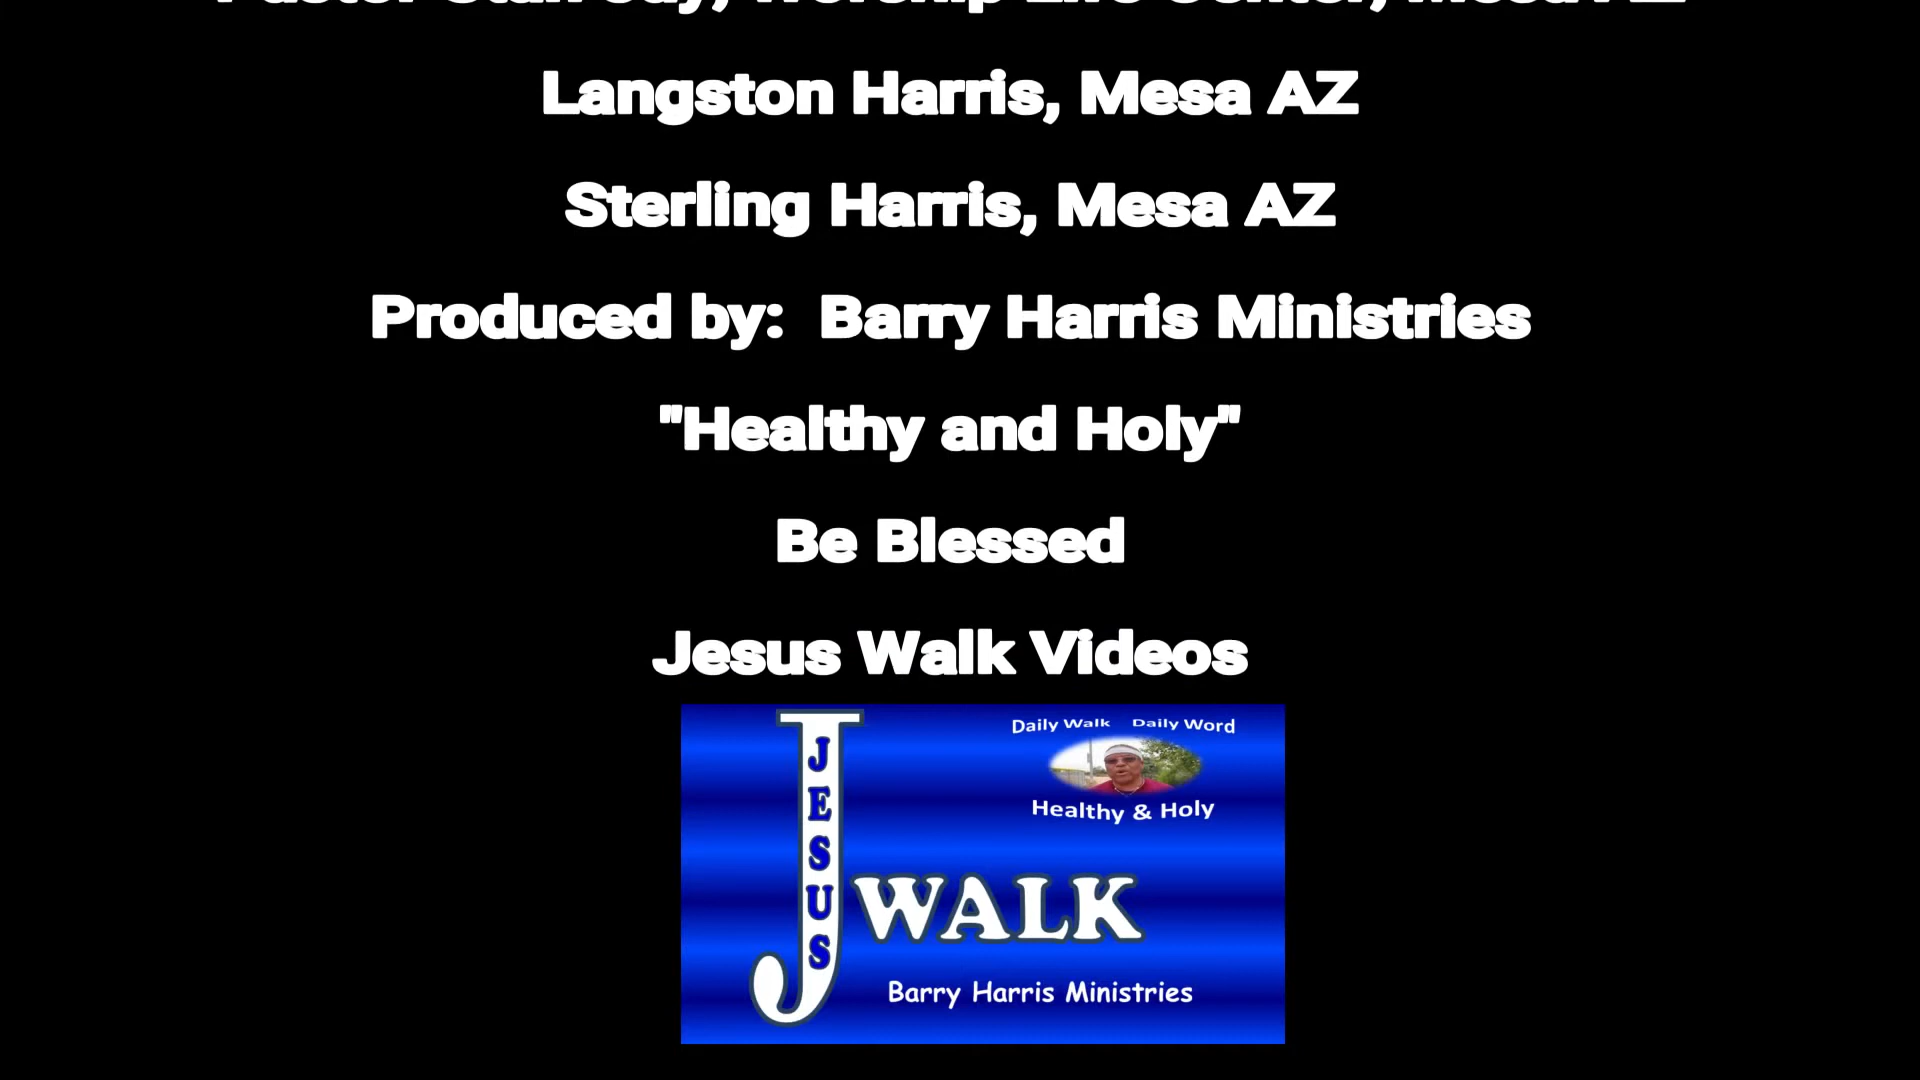 Langston Harris, Mesa AZ
Sterling Harris, Mesa AZ
Produced by:  Barry Harris Ministries
"Healthy and Holy"
Be Blessed
Jesus Walk Videos
Daily Walk Daily Word
Healthy & Holy
JESUS
J WALK
Barry Harris Ministries